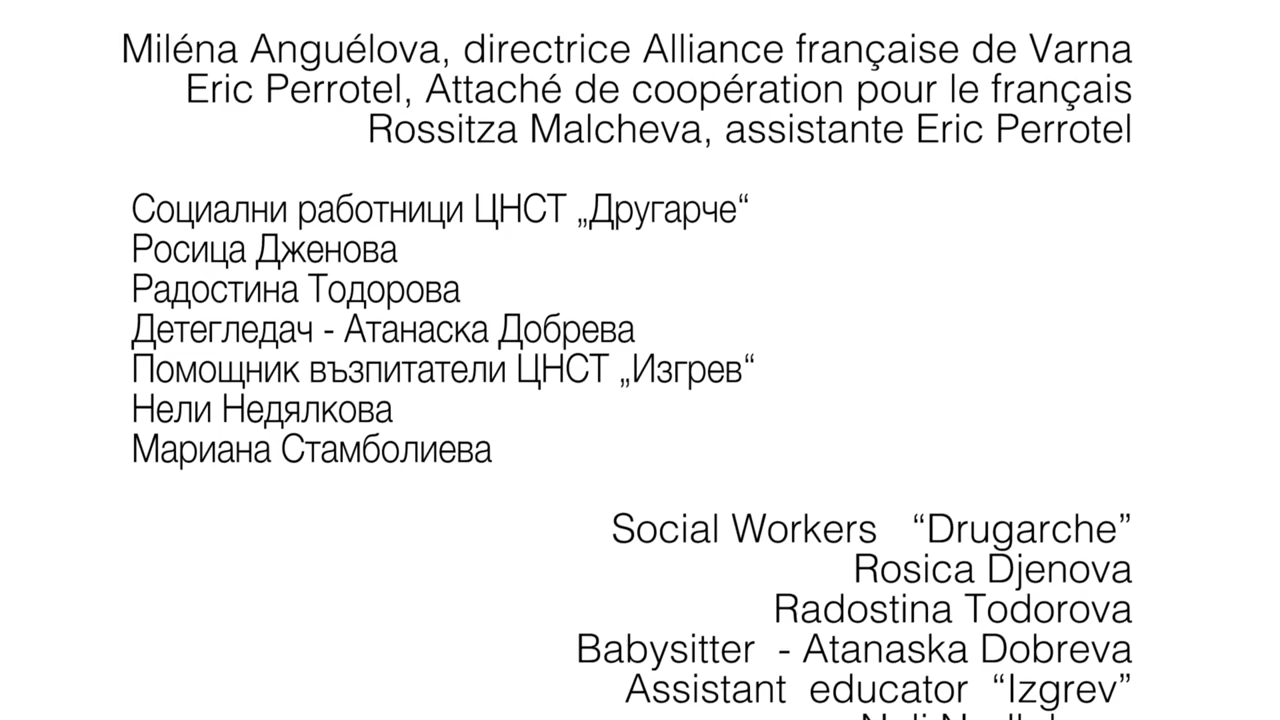 Miléna Anguélova, directrice Alliance française de Varna
Eric Perrotel, Attaché de coopération pour le français
Rossitza Malcheva, assistante Eric Perrotel
Социални работници ЦНСТ „Другарче“
Росица Дженова
Радостина Тодорова
Детегледач - Атанаска Добрева
Помощник възпитатели ЦНСТ „Изгрев“
Нели Недялкова
Мариана Стамболиева
Social Workers “Drugarche”
Rosica Djenova
Radostina Todorova
Babysitter - Atanaska Dobreva
Assistant educator “Izgrev”